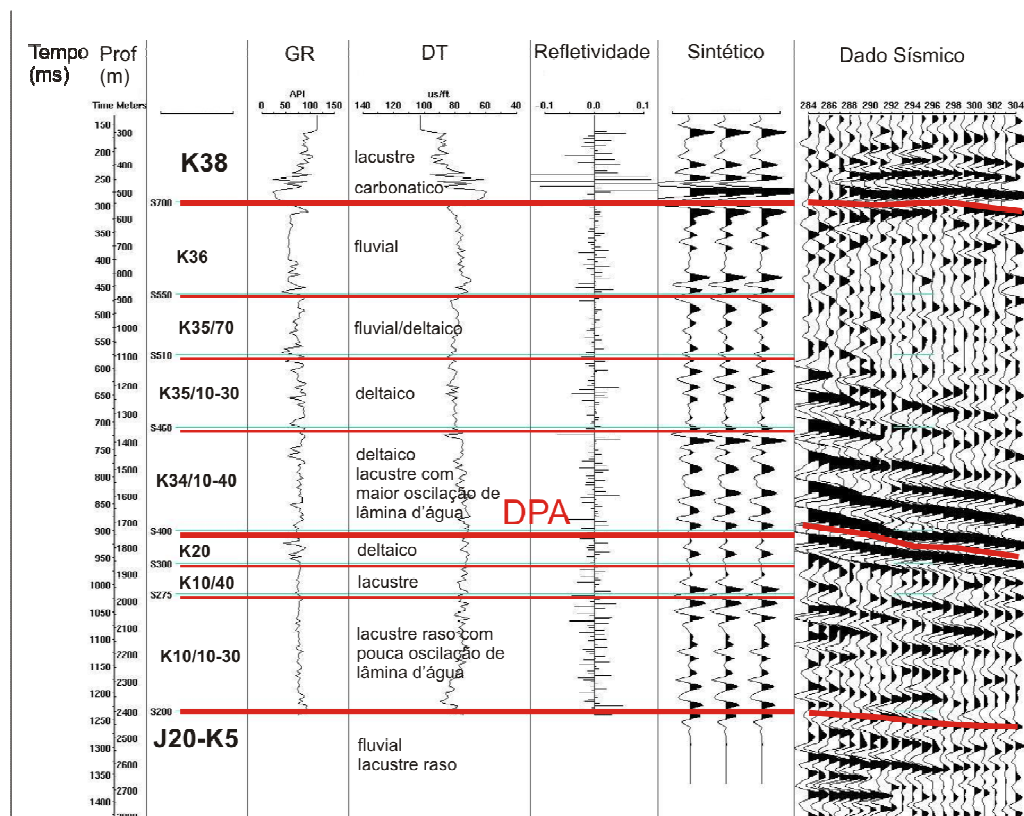 Tempo (ms)
Prof (m)
GR
DT
Refletividade
Sintético
Dado Sísmico
API
us/ft
Time Meters
0 50 100 150
140 120 100 80 60 40
-0.1 0.0 0.1
284 286 288 290 292 294 296 298 300 302 304
150
300
200
400
250
500
300
600
350
700
400
800
450
900
500
1000
550
1100
600
1200
650
1300
700
1400
750
1500
800
1600
850
1700
900
1800
950
1900
1000
2000
1050
2100
1100
2200
1150
2300
1200
2400
1250
2500
1300
2600
1350
2700
1400
K38
lacustre
carbonatico
S700
K36
fluvial
S550
K35/70
fluvial/deltaico
S510
K35/10-30
deltaico
S450
K34/10-40
deltaico
lacustre com
maior oscilação de
lâmina d'água
DPA
S400
K20
deltaico
S300
K10/40
lacustre
S275
K10/10-30
lacustre raso com
pouca oscilação de
lâmina d'água
S200
J20-K5
fluvial
lacustre raso